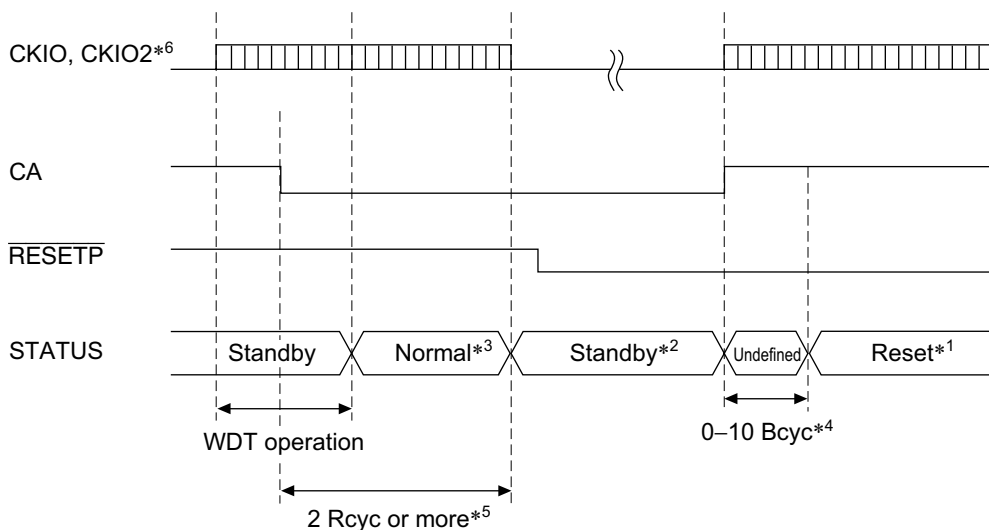 CKIO, CKIO2*6
CA
RESETP
STATUS
Standby
Normal*3
Standby*2
Undefined
Reset*1
WDT operation
0–10 Bcyc*4
2 Rcyc or more*5